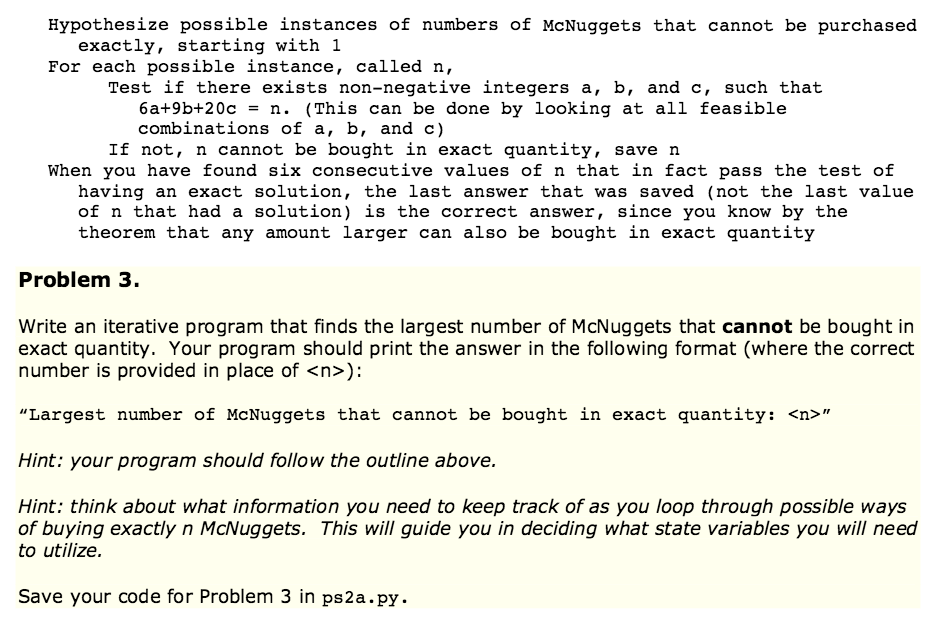 Hypothesize possible instances of numbers of McNuggets that cannot be purchased
exactly, starting with 1
For each possible instance, called n,
Test if there exists non-negative integers a, b, and c, such that
6a+9b+20c = n. (This can be done by looking at all feasible
combinations of a, b, and c)
If not, n cannot be bought in exact quantity, save n
When you have found six consecutive values of n that in fact pass the test of
having an exact solution, the last answer that was saved (not the last value
of n that had a solution) is the correct answer, since you know by the
theorem that any amount larger can also be bought in exact quantity
Problem 3.
Write an iterative program that finds the largest number of McNuggets that cannot be bought in
exact quantity.  Your program should print the answer in the following format (where the correct
number is provided in place of <n>):
“Largest number of McNuggets that cannot be bought in exact quantity: <n>”
Hint: your program should follow the outline above.
Hint: think about what information you need to keep track of as you loop through possible ways
of buying exactly n McNuggets.  This will guide you in deciding what state variables you will need
to utilize.
Save your code for Problem 3 in ps2a.py.